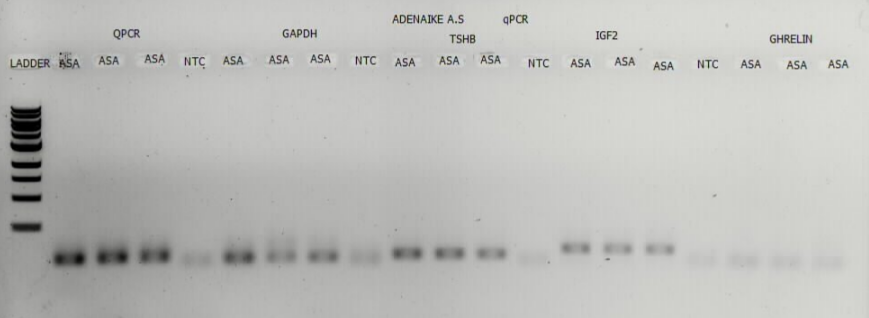 ADENAIKE A.S qPCR
QPCR GAPDH TSHB IGF2 GHRELIN
LADDER ASA ASA ASA NTC ASA ASA ASA NTC ASA ASA ASA NTC ASA ASA ASA NTC ASA ASA ASA